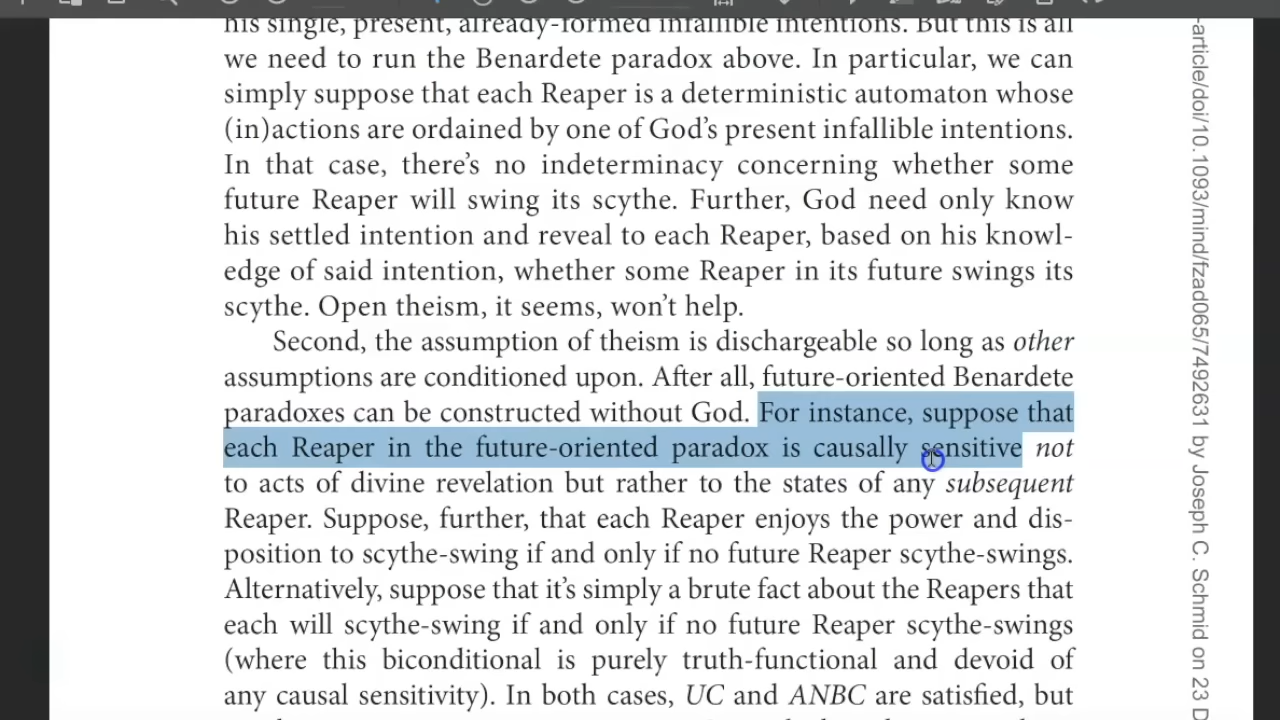 his single, present, already-formed infallible intentions. But this is all
we need to run the Benardete paradox above. In particular, we can
simply suppose that each Reaper is a deterministic automaton whose
(in)actions are ordained by one of God’s present infallible intentions.
In that case, there’s no indeterminacy concerning whether some
future Reaper will swing its scythe. Further, God need only know
his settled intention and reveal to each Reaper, based on his knowl-
edge of said intention, whether some Reaper in its future swings its
scythe. Open theism, it seems, won’t help.
Second, the assumption of theism is dischargeable so long as other
assumptions are conditioned upon. After all, future-oriented Benardete
paradoxes can be constructed without God. For instance, suppose that
each Reaper in the future-oriented paradox is causally sensitive not
to acts of divine revelation but rather to the states of any subsequent
Reaper. Suppose, further, that each Reaper enjoys the power and dis-
position to scythe-swing if and only if no future Reaper scythe-swings.
Alternatively, suppose that it’s simply a brute fact about the Reapers that
each will scythe-swing if and only if no future Reaper scythe-swings
(where this biconditional is purely truth-functional and devoid of
any causal sensitivity). In both cases, UC and ANBC are satisfied, but
-article/doi/10.1093/mind/fzad065/7492631 by Joseph C. Schmid on 23 D